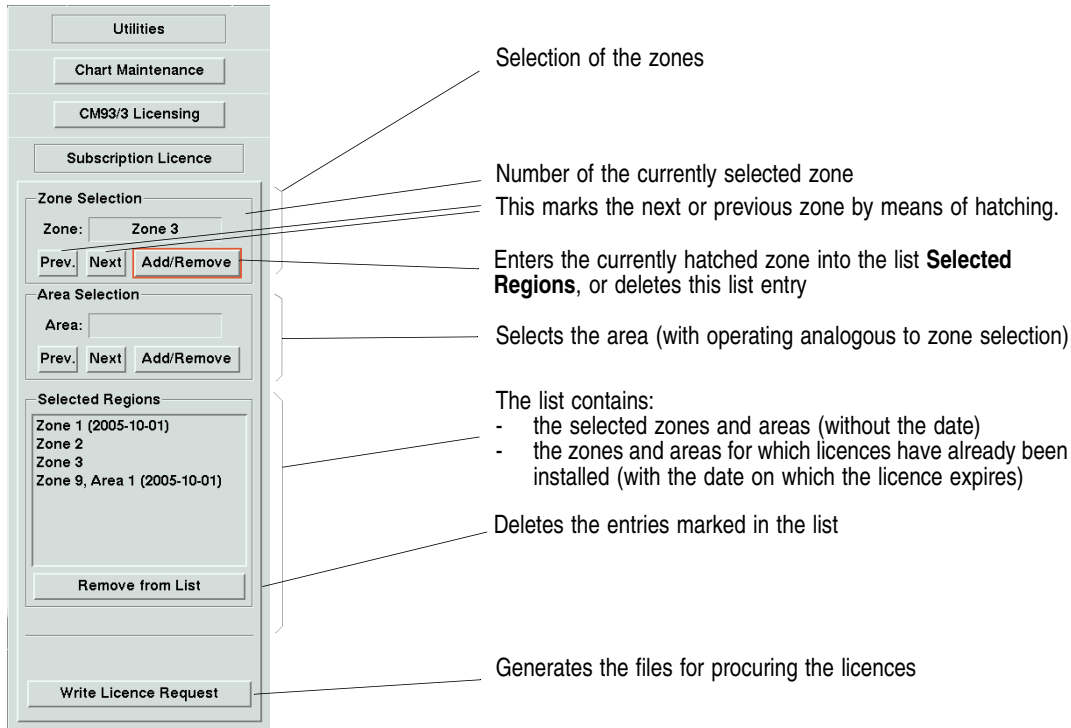 Utilities
Chart Maintenance
CM93/3 Licensing
Subscription Licence
Zone Selection
Zone: Zone 3
Prev. Next Add/Remove
Area Selection
Area:
Prev. Next Add/Remove
Selected Regions
Zone 1 (2005-10-01)
Zone 2
Zone 3
Zone 9, Area 1 (2005-10-01)
Remove from List
Write Licence Request
Selection of the zones
Number of the currently selected zone
This marks the next or previous zone by means of hatching.
Enters the currently hatched zone into the list Selected
Regions, or deletes this list entry
Selects the area (with operating analogous to zone selection)
The list contains:
- the selected zones and areas (without the date)
- the zones and areas for which licences have already been
installed (with the date on which the licence expires)
Deletes the entries marked in the list
Generates the files for procuring the licences